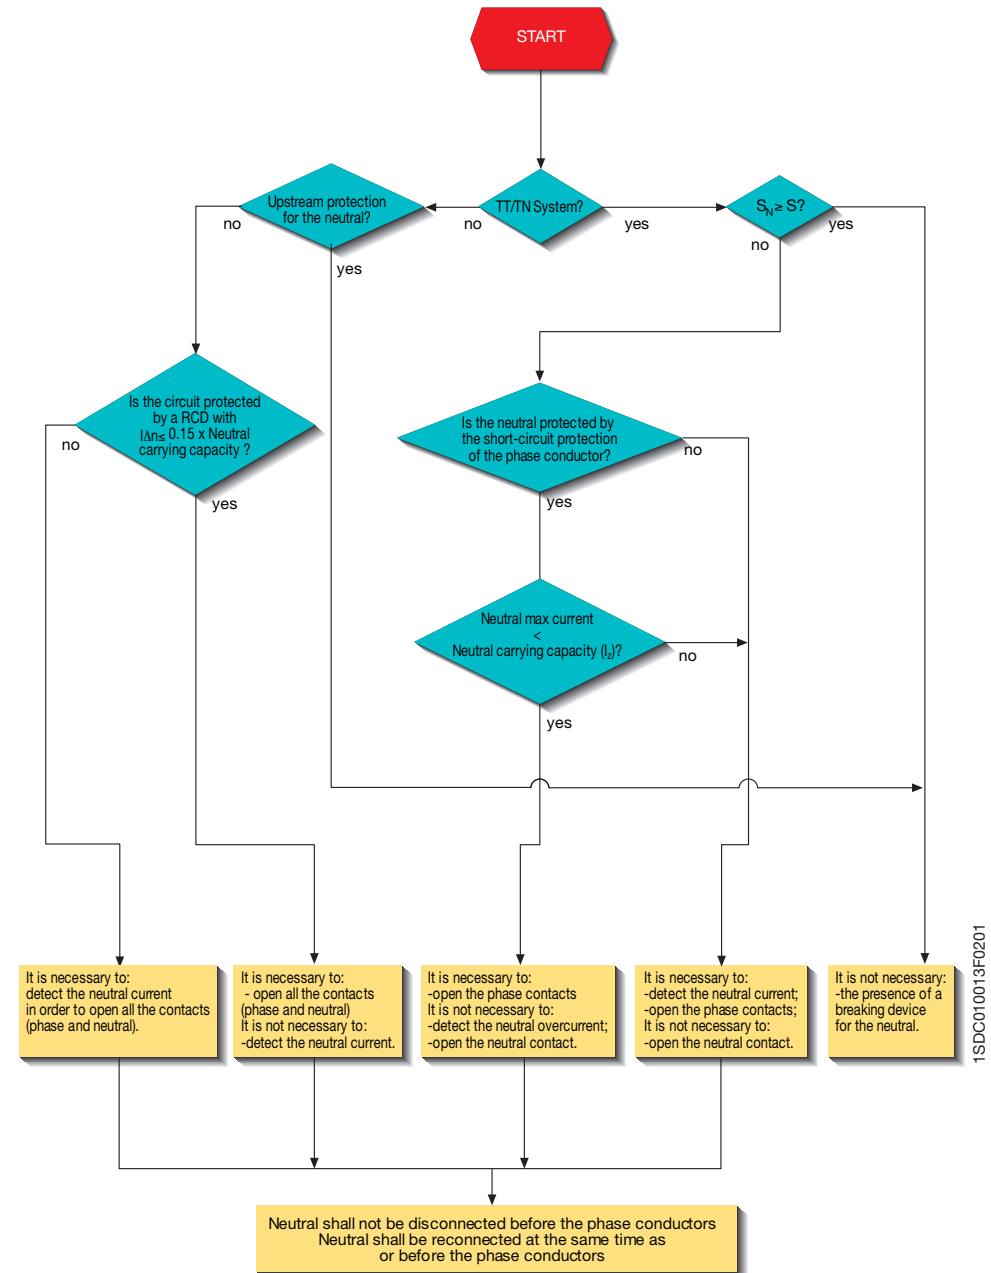 START
Upstream protection
for the neutral?
TT/TN System?
S_N ≥ S?
no
no
yes
yes
no
yes
Is the circuit protected
by a RCD with
IΔn≤ 0.15 x Neutral
carrying capacity ?
no
yes
Is the neutral protected by
the short-circuit protection
of the phase conductor?
no
yes
Neutral max current
<
Neutral carrying capacity (I_z)?
no
yes
It is necessary to:
detect the neutral current
in order to open all the contacts
(phase and neutral).
It is necessary to:
- open all the contacts
(phase and neutral)
It is not necessary to:
-detect the neutral current.
It is necessary to:
-open the phase contacts
It is not necessary to:
-detect the neutral overcurrent;
-open the neutral contact.
It is necessary to:
-detect the neutral current;
-open the phase contacts;
It is not necessary to:
-open the neutral contact.
It is not necessary:
-the presence of a
breaking device
for the neutral.
1SDC010013F0201
Neutral shall not be disconnected before the phase conductors
Neutral shall be reconnected at the same time as
or before the phase conductors